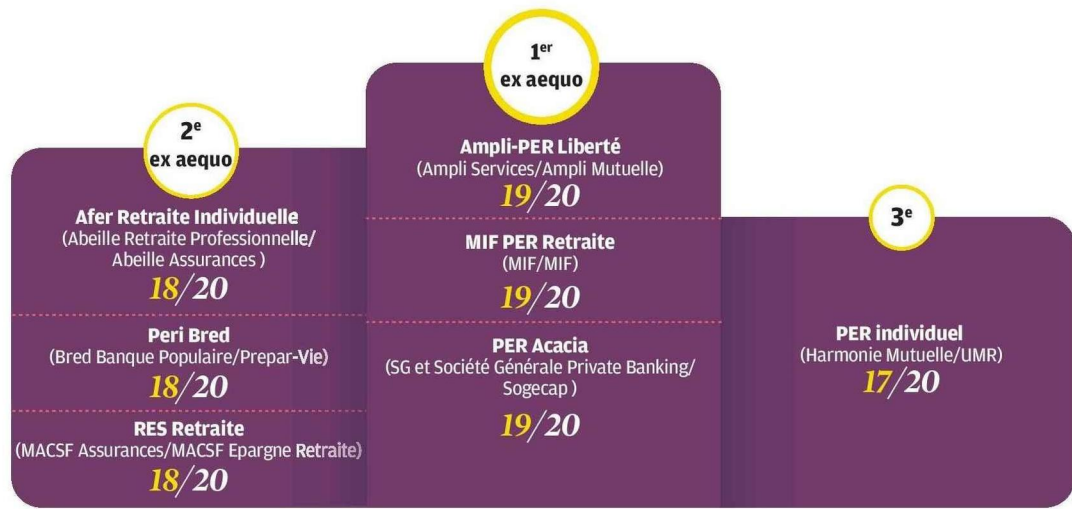 1er
ex aequo
Ampli-PER Liberté
(Ampli Services/Ampli Mutuelle)
19/20
MIF PER Retraite
(MIF/MIF)
19/20
PER Acacia
(SG et Société Générale Private Banking/
Sogecap )
19/20
2e
ex aequo
Afer Retraite Individuelle
(Abeille Retraite Professionnelle/
Abeille Assurances )
18/20
Peri Bred
(Bred Banque Populaire/Prepar-Vie)
18/20
RES Retraite
(MACSF Assurances/MACSF Epargne Retraite)
18/20
3e
PER individuel
(Harmonie Mutuelle/UMR)
17/20